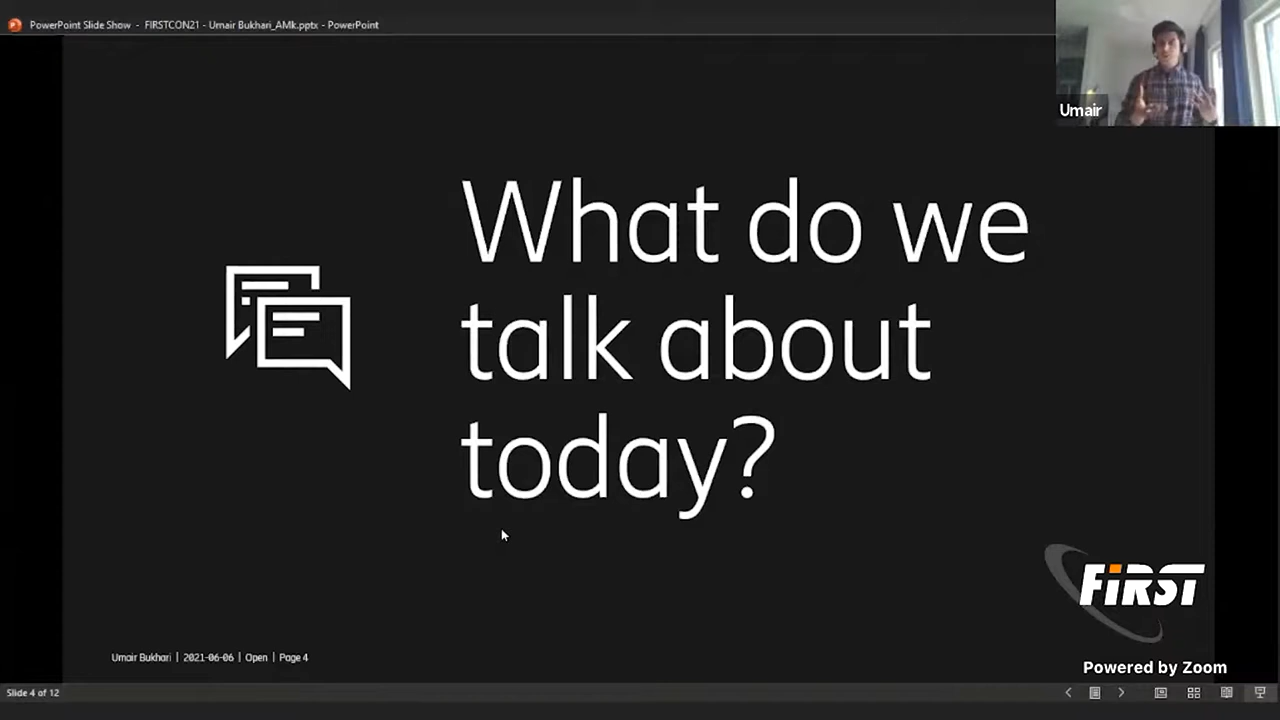 PowerPoint Slide Show - FIRSTCON21 - Umair Bukhari_AMk.pptx - PowerPoint
Umair
What do we
talk about
today?
FiRST
Umair Bukhari | 2021-06-06 | Open | Page 4
Powered by Zoom
Slide 4 of 12